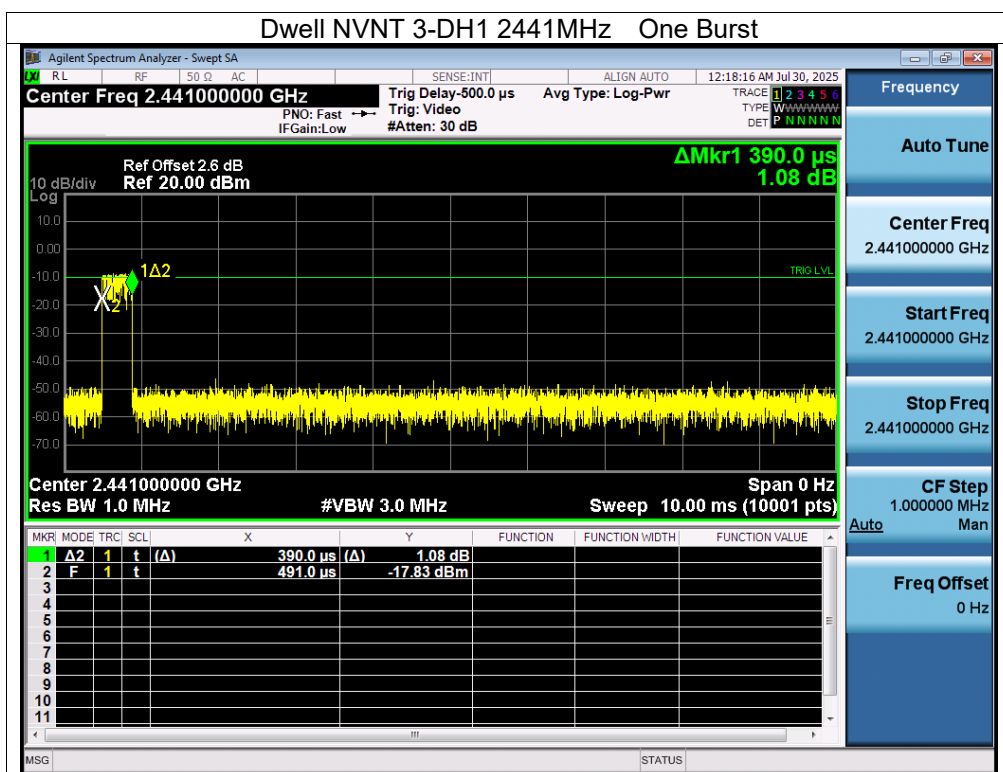 Dwell NVNT 3-DH1 2441MHz One Burst
Agilent Spectrum Analyzer - Swept SA
LXI RL RF 50 Ω AC SENSE:INT ALIGN AUTO 12:18:16 AM Jul 30, 2025
Center Freq 2.441000000 GHz
PNO: Fast
IFGain:Low
Trig Delay-500.0 µs
Trig: Video
#Atten: 30 dB
Avg Type: Log-Pwr
TRACE 1 2 3 4 5 6
TYPE WWWWWWW
DET P N N N N N
ΔMkr1 390.0 µs
1.08 dB
10 dB/div
Log
Ref Offset 2.6 dB
Ref 20.00 dBm
10.0
0.00
-10.0
-20.0
-30.0
-40.0
-50.0
-60.0
-70.0
1Δ2
2
TRIG LVL
Center 2.441000000 GHz Span 0 Hz
Res BW 1.0 MHz #VBW 3.0 MHz Sweep 10.00 ms (10001 pts)
MKR MODE TRC SCL X Y FUNCTION FUNCTION WIDTH FUNCTION VALUE
1 Δ2 1 t (Δ) 390.0 µs (Δ) 1.08 dB
2 F 1 t 491.0 µs -17.83 dBm
3
4
5
6
7
8
9
10
11
MSG STATUS
Frequency
Auto Tune
Center Freq
2.441000000 GHz
Start Freq
2.441000000 GHz
Stop Freq
2.441000000 GHz
CF Step
1.000000 MHz
Auto Man
Freq Offset
0 Hz